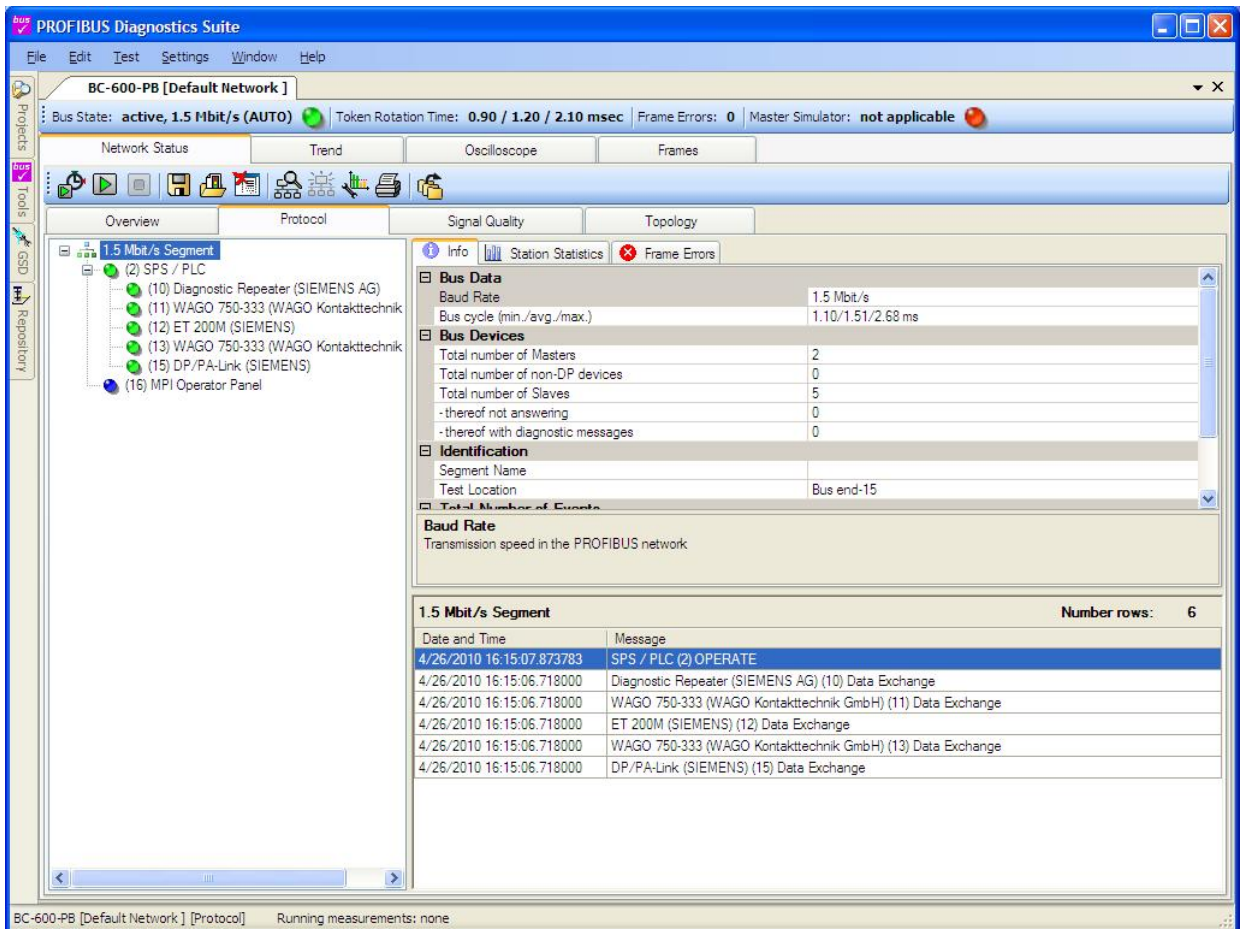 bus PROFIBUS Diagnostics Suite
File Edit Test Settings Window Help
BC-600-PB [Default Network ]
Bus State: active, 1.5 Mbit/s (AUTO) Token Rotation Time: 0.90 / 1.20 / 2.10 msec Frame Errors: 0 Master Simulator: not applicable
Projects
bus Tools
GSD
Repository
Network Status Trend Oscilloscope Frames
Overview Protocol Signal Quality Topology
1.5 Mbit/s Segment
(2) SPS / PLC
(10) Diagnostic Repeater (SIEMENS AG)
(11) WAGO 750-333 (WAGO Kontakttechnik
(12) ET 200M (SIEMENS)
(13) WAGO 750-333 (WAGO Kontakttechnik
(15) DP/PA-Link (SIEMENS)
(16) MPI Operator Panel
Info Station Statistics Frame Errors
Bus Data
Baud Rate 1.5 Mbit/s
Bus cycle (min./avg./max.) 1.10/1.51/2.68 ms
Bus Devices
Total number of Masters 2
Total number of non-DP devices 0
Total number of Slaves 5
- thereof not answering 0
- thereof with diagnostic messages 0
Identification
Segment Name
Test Location Bus end-15
Total Number of Events
Baud Rate
Transmission speed in the PROFIBUS network
1.5 Mbit/s Segment Number rows: 6
Date and Time Message
4/26/2010 16:15:07.873783 SPS / PLC (2) OPERATE
4/26/2010 16:15:06.718000 Diagnostic Repeater (SIEMENS AG) (10) Data Exchange
4/26/2010 16:15:06.718000 WAGO 750-333 (WAGO Kontakttechnik GmbH) (11) Data Exchange
4/26/2010 16:15:06.718000 ET 200M (SIEMENS) (12) Data Exchange
4/26/2010 16:15:06.718000 WAGO 750-333 (WAGO Kontakttechnik GmbH) (13) Data Exchange
4/26/2010 16:15:06.718000 DP/PA-Link (SIEMENS) (15) Data Exchange
BC-600-PB [Default Network ] [Protocol] Running measurements: none